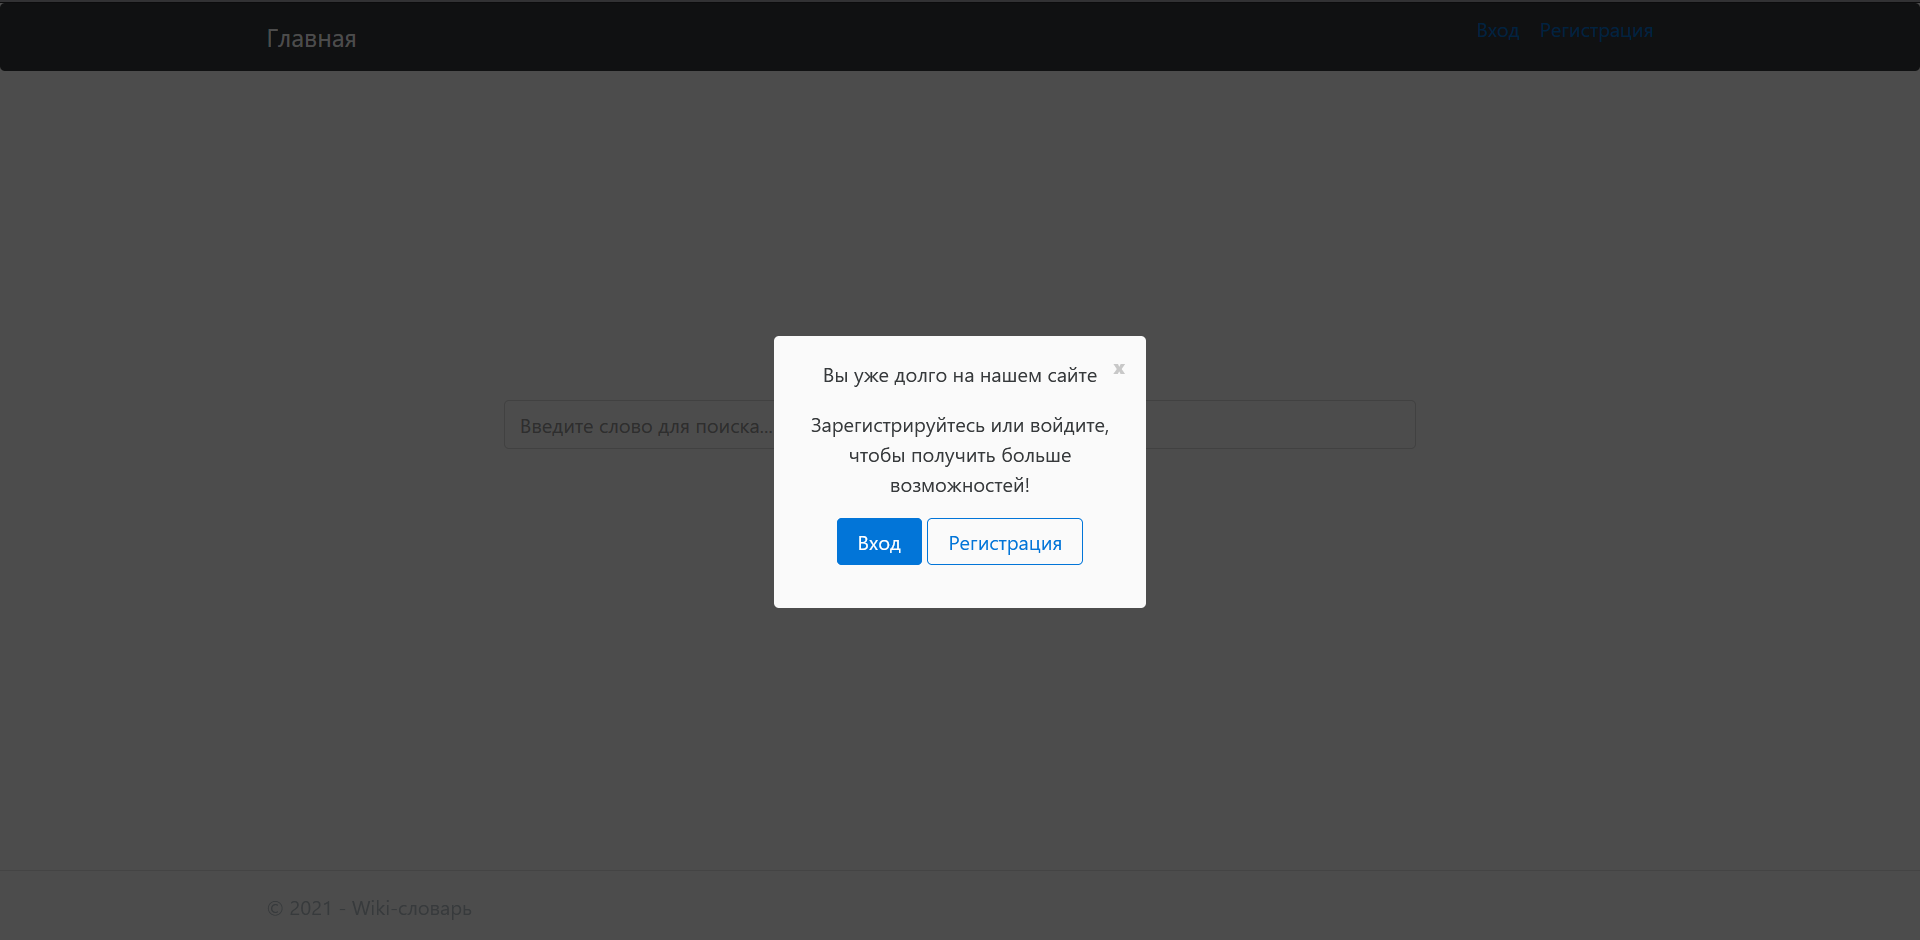 Главная
Вход Регистрация
Вы уже долго на нашем сайте x
Введите слово для поиска...
Зарегистрируйтесь или войдите,
чтобы получить больше
возможностей!
Вход Регистрация
© 2021 - Wiki-словарь